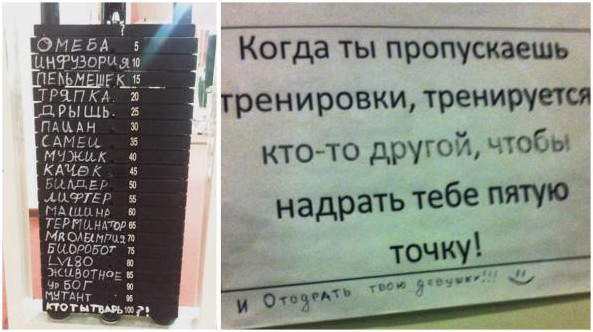 ?
ОМЕБА 5
ИНФУЗОРИЯ 10
ПЕЛЬМЕШЕК 15
ТРЯПКА 20
ДРЫЩЬ 25
ПАЦАН 30
САМЕЦ 35
МУЖИК 40
КАЧОК 45
БИЛДЕР 50
ЛИФТЕР 55
МАШИНА 60
ТЕРМИНАТОР 65
MR ОЛИМПИЯ 70
БИОРОБОТ 75
LVL80 80
ЖИВОТНОЕ 85
БОГ 90
МУТАНТ 95
КТО ТЫ ТВАРЬ 100 ?!
Когда ты пропускаешь
тренировки, тренируется
кто-то другой, чтобы
надрать тебе пятую
точку!
и Отодрать твою девушку!!!